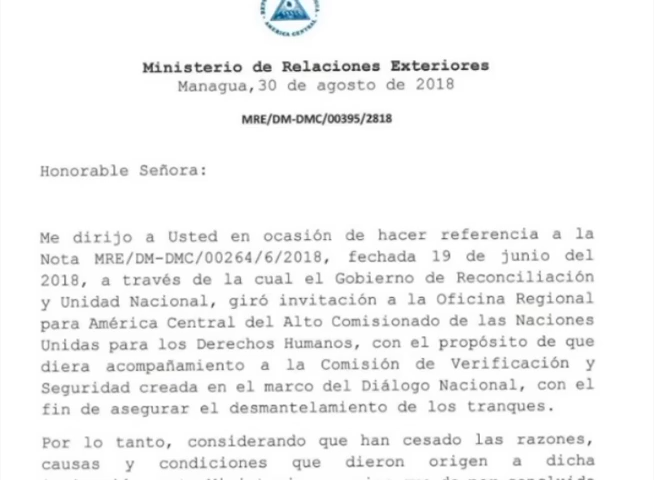 AMÉRICA CENTRAL
Ministerio de Relaciones Exteriores
Managua,30 de agosto de 2018
MRE/DM-DMC/00395/2818
Honorable Señora:
Me dirijo a Usted en ocasión de hacer referencia a la
Nota MRE/DM-DMC/00264/6/2018, fechada 19 de junio del
2018, a través de la cual el Gobierno de Reconciliación
y Unidad Nacional, giró invitación a la Oficina Regional
para América Central del Alto Comisionado de las Naciones
Unidas para los Derechos Humanos, con el propósito de que
diera acompañamiento a la Comisión de Verificación y
Seguridad creada en el marco del Diálogo Nacional, con el
fin de asegurar el desmantelamiento de los tranques.
Por lo tanto, considerando que han cesado las razones,
causas y condiciones que dieron origen a dicha